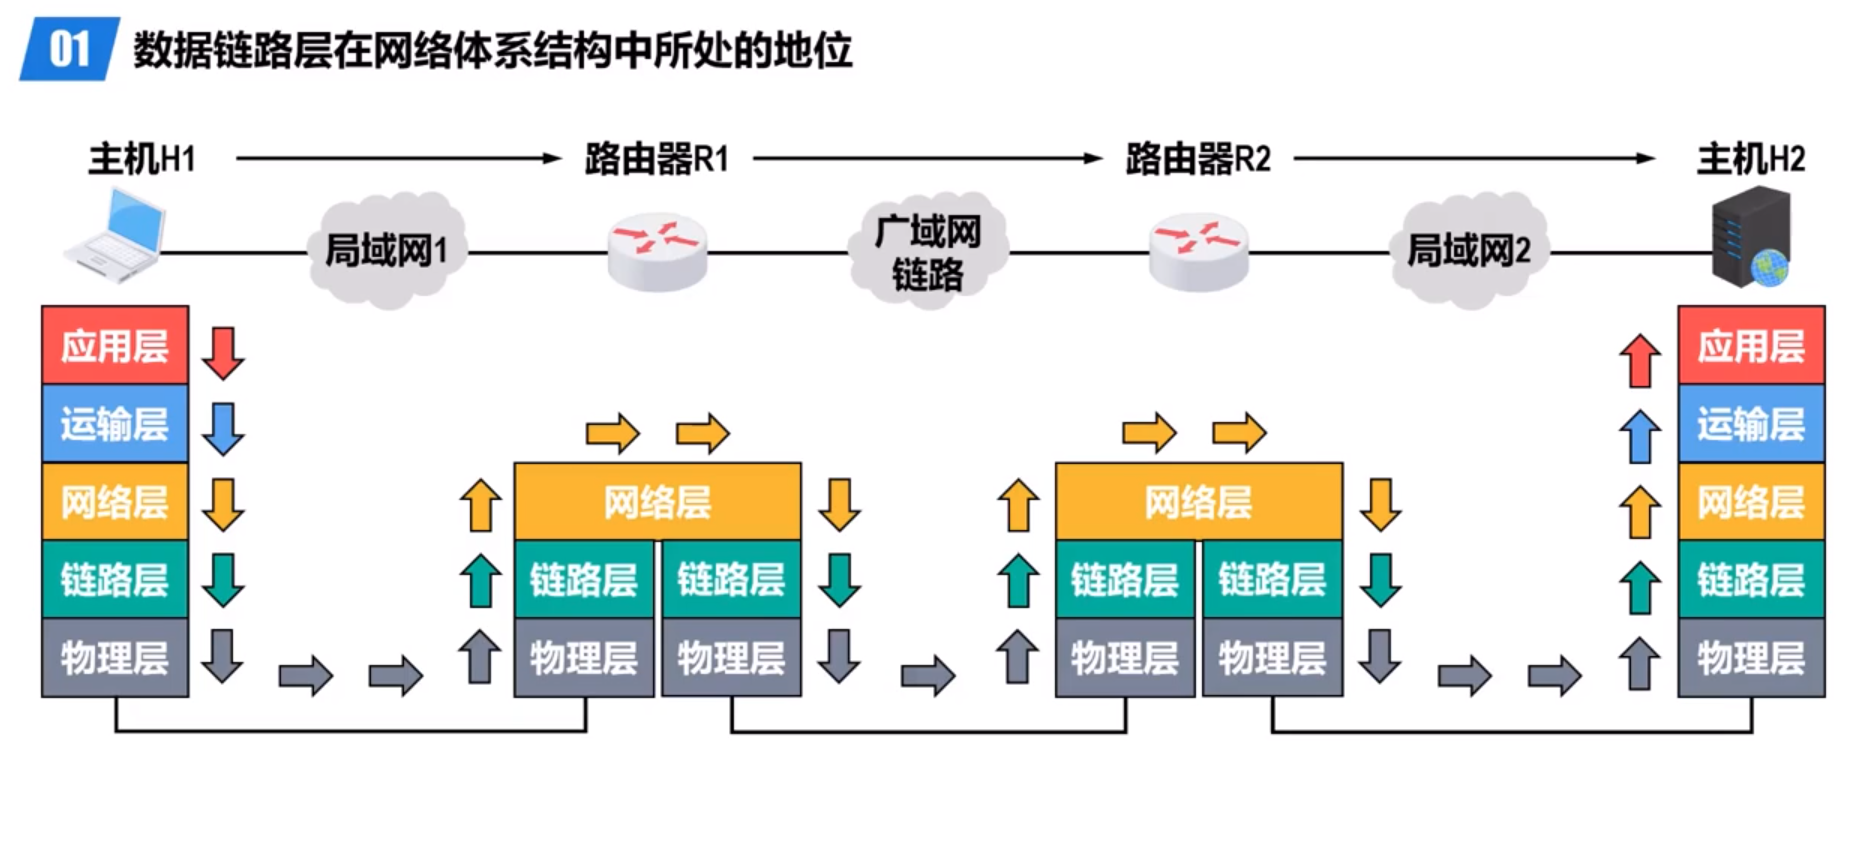 01 数据链路层在网络体系结构中所处的地位
主机H1 路由器R1 路由器R2 主机H2
局域网1 广域网 局域网2
链路
应用层 应用层
运输层 运输层
网络层 网络层 网络层 网络层
链路层 链路层 链路层 链路层 链路层 链路层
物理层 物理层 物理层 物理层 物理层 物理层